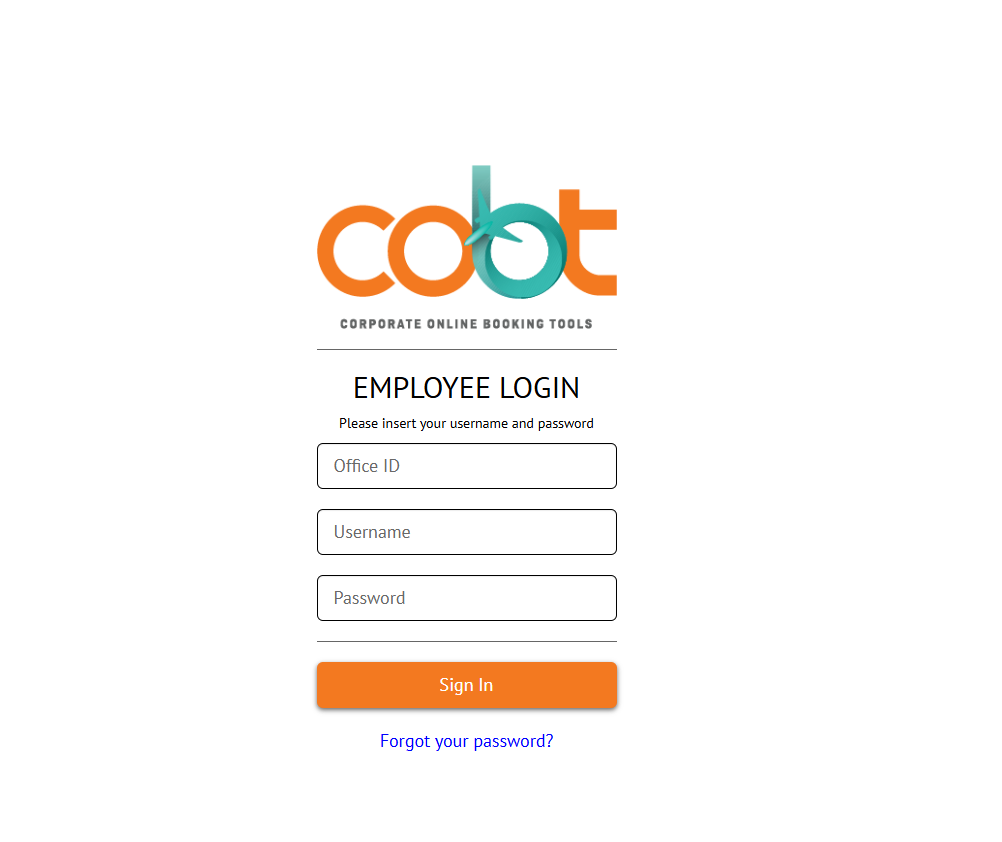 cobt
CORPORATE ONLINE BOOKING TOOLS
EMPLOYEE LOGIN
Please insert your username and password
Office ID
Username
Password
Sign In
Forgot your password?